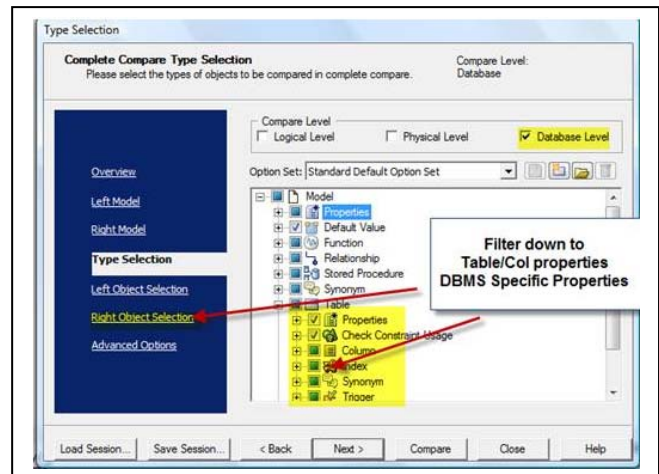 Type Selection
Complete Compare Type Selection
Please select the types of objects to be compared in complete compare.
Compare Level:
Database
Overview
Left Model
Right Model
Type Selection
Left Object Selection
Right Object Selection
Advanced Options
Compare Level
Logical Level
Physical Level
Database Level
Option Set:
Standard Default Option Set
Model
Properties
Default Value
Function
Relationship
Stored Procedure
Synonym
Table
Properties
Check Constraint Usage
Column
Index
Synonym
Trigger
Filter down to
Table/Col properties
DBMS Specific Properties
Load Session...
Save Session...
< Back
Next >
Compare
Close
Help